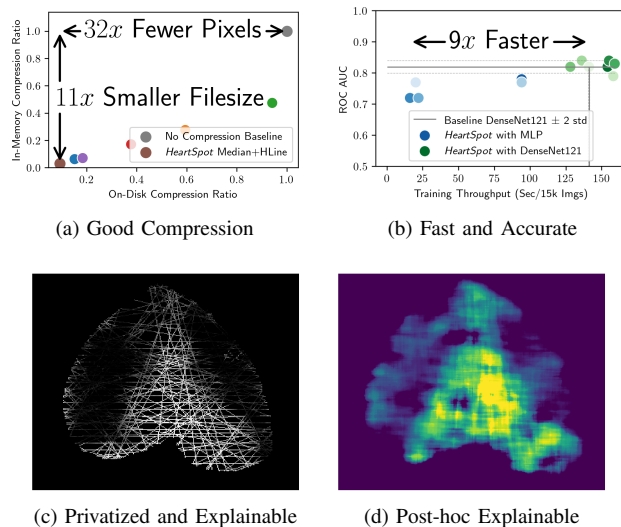 32x Fewer Pixels
11x Smaller Filesize
In-Memory Compression Ratio
1.0
0.8
0.6
0.4
0.2
0.0
No Compression Baseline
HeartSpot Median+HLine
0.2 0.4 0.6 0.8 1.0
On-Disk Compression Ratio
(a) Good Compression
9x Faster
ROC AUC
1.0
0.9
0.8
0.7
0.6
0.5
Baseline DenseNet121 ± 2 std
HeartSpot with MLP
HeartSpot with DenseNet121
0 25 50 75 100 125 150
Training Throughput (Sec/15k Imgs)
(b) Fast and Accurate
(c) Privatized and Explainable
(d) Post-hoc Explainable